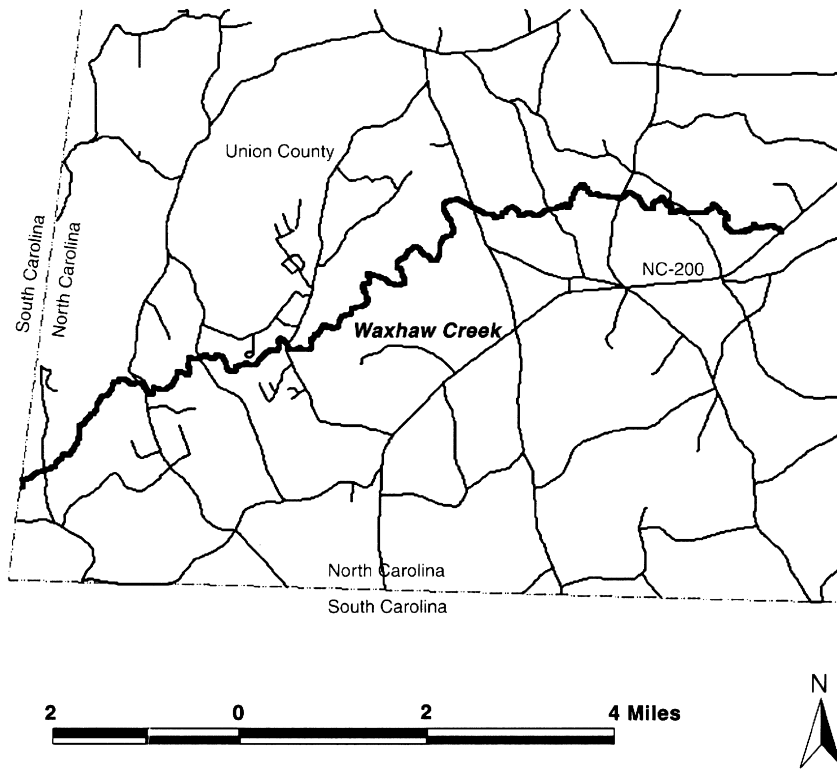 Union County
South Carolina
North Carolina
NC-200
Waxhaw Creek
North Carolina
South Carolina
N
2 0 2 4 Miles